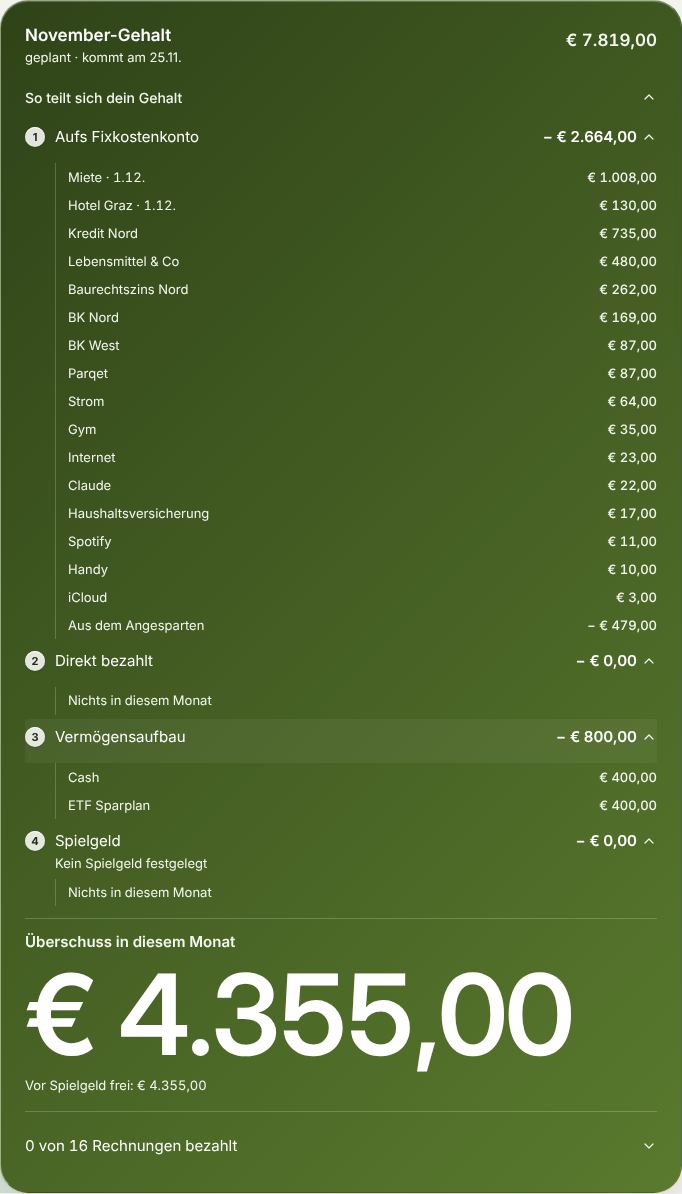 November-Gehalt
€ 7.819,00
geplant · kommt am 25.11.
So teilt sich dein Gehalt
1 Aufs Fixkostenkonto – € 2.664,00
Miete · 1.12. € 1.008,00
Hotel Graz · 1.12. € 130,00
Kredit Nord € 735,00
Lebensmittel & Co € 480,00
Baurechtszins Nord € 262,00
BK Nord € 169,00
BK West € 87,00
Parqet € 87,00
Strom € 64,00
Gym € 35,00
Internet € 23,00
Claude € 22,00
Haushaltsversicherung € 17,00
Spotify € 11,00
Handy € 10,00
iCloud € 3,00
Aus dem Angesparten – € 479,00
2 Direkt bezahlt – € 0,00
Nichts in diesem Monat
3 Vermögensaufbau – € 800,00
Cash € 400,00
ETF Sparplan € 400,00
4 Spielgeld – € 0,00
Kein Spielgeld festgelegt
Nichts in diesem Monat
Überschuss in diesem Monat
€ 4.355,00
Vor Spielgeld frei: € 4.355,00
0 von 16 Rechnungen bezahlt